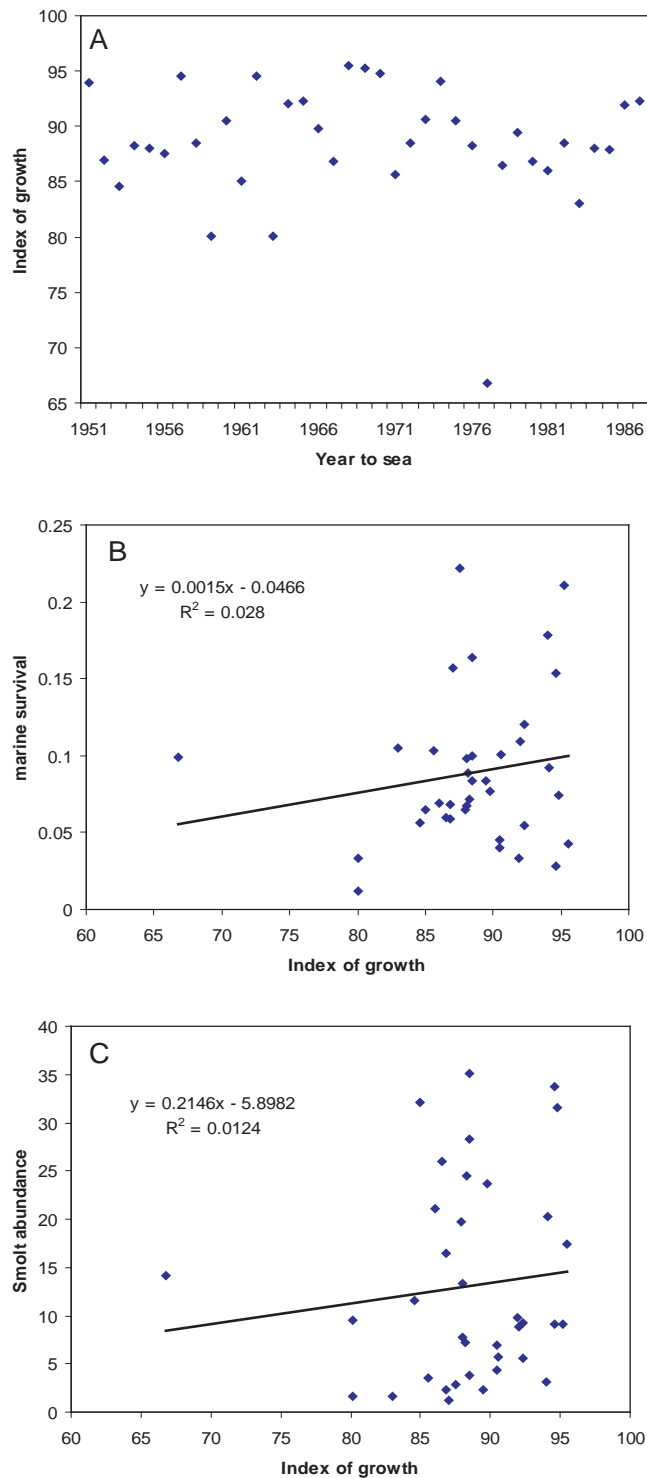 A
100
95
90
85
80
75
70
65
Index of growth
1951 1956 1961 1966 1971 1976 1981 1986
Year to sea
B
y = 0.0015x - 0.0466
R² = 0.028
0.25
0.2
0.15
0.1
0.05
0
marine survival
60 65 70 75 80 85 90 95 100
Index of growth
C
y = 0.2146x - 5.8982
R² = 0.0124
40
35
30
25
20
15
10
5
0
Smolt abundance
60 65 70 75 80 85 90 95 100
Index of growth